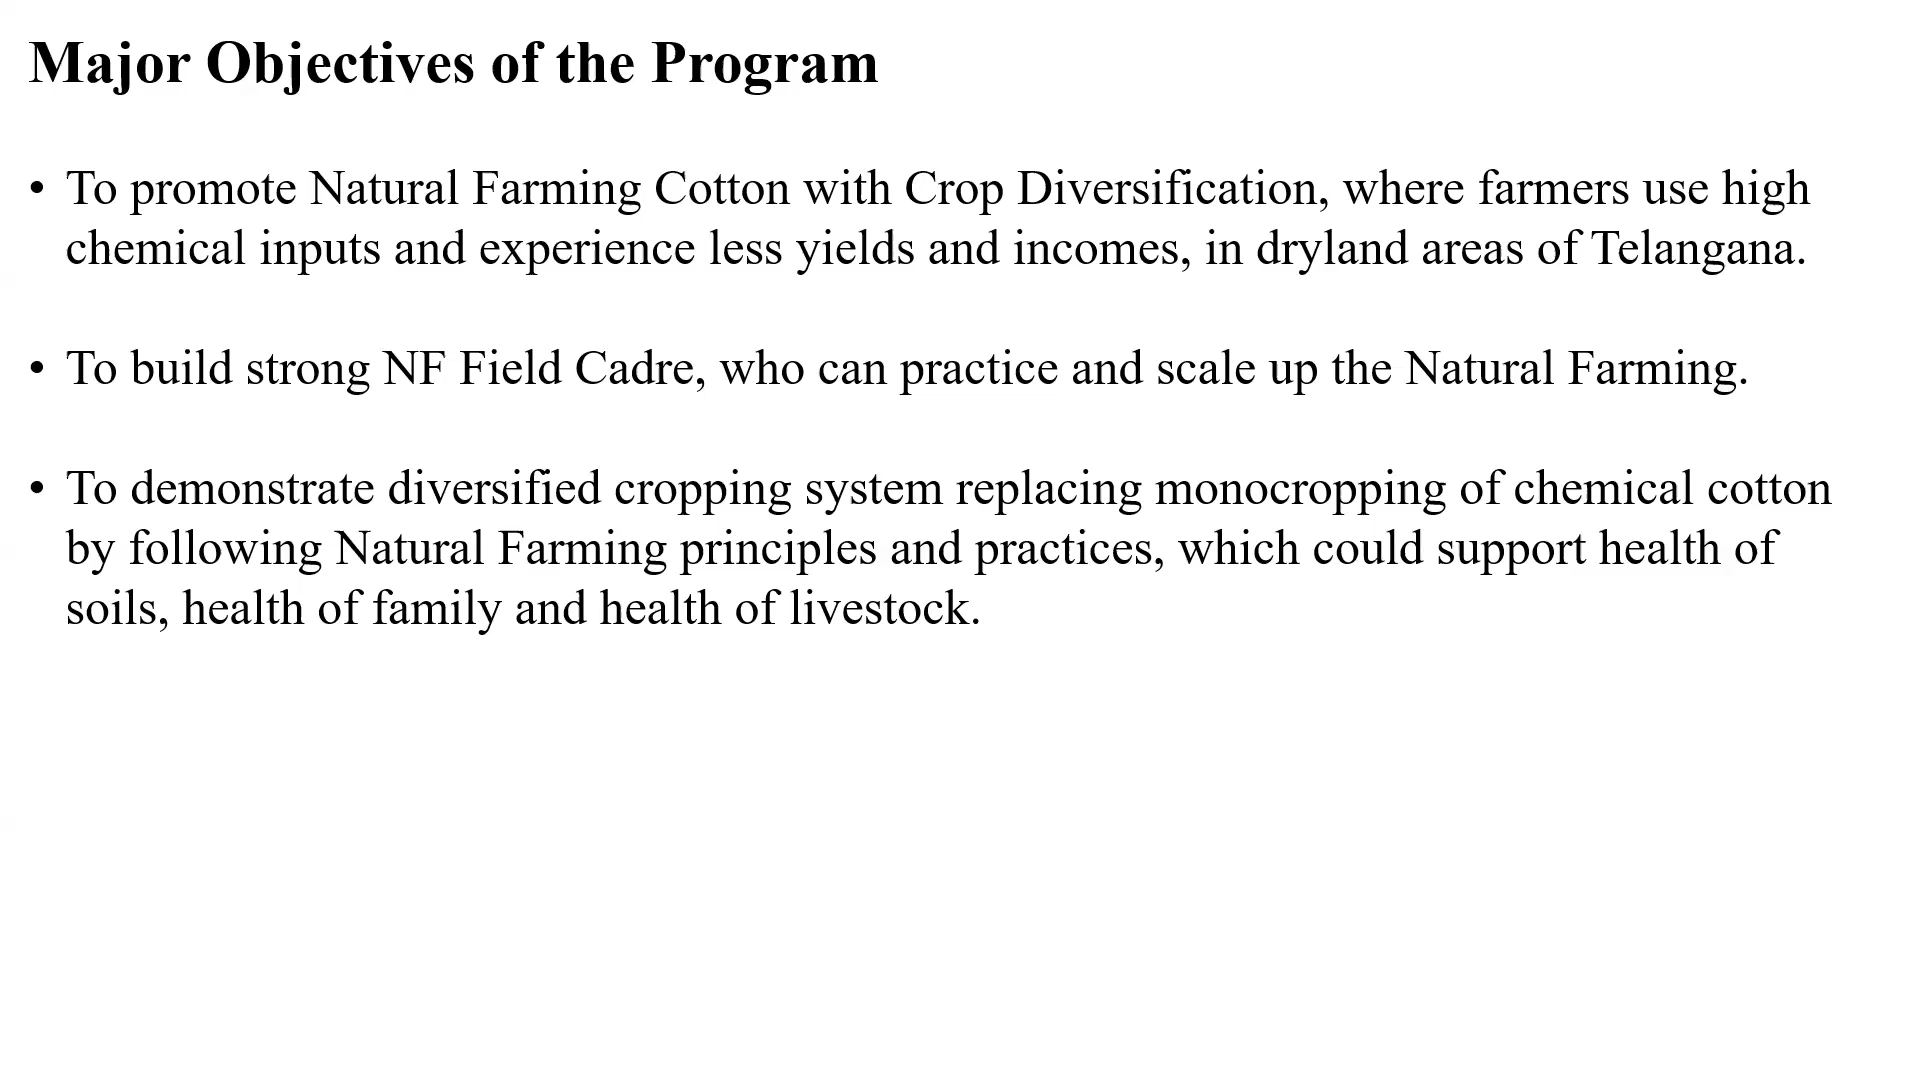 Major Objectives of the Program
• To promote Natural Farming Cotton with Crop Diversification, where farmers use high
chemical inputs and experience less yields and incomes, in dryland areas of Telangana.
• To build strong NF Field Cadre, who can practice and scale up the Natural Farming.
• To demonstrate diversified cropping system replacing monocropping of chemical cotton
by following Natural Farming principles and practices, which could support health of
soils, health of family and health of livestock.